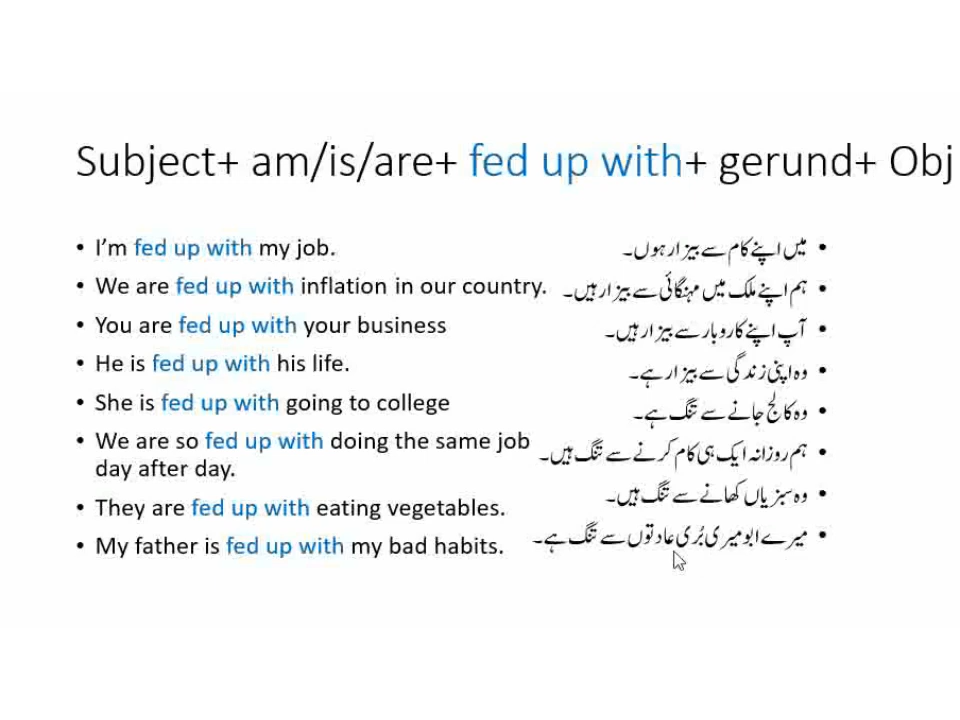 Subject+ am/is/are+ fed up with+ gerund+ Obj
• I’m fed up with my job.
• We are fed up with inflation in our country.
• You are fed up with your business
• He is fed up with his life.
• She is fed up with going to college
• We are so fed up with doing the same job
day after day.
• They are fed up with eating vegetables.
• My father is fed up with my bad habits.
• میں اپنے کام سے بیزار ہوں۔
• ہم اپنے ملک میں مہنگائی سے بیزار ہیں۔
• آپ اپنے کاروبار سے بیزار ہیں۔
• وہ اپنی زندگی سے بیزار ہے۔
• وہ کالج جانے سے تنگ ہے۔
• ہم روزانہ ایک ہی کام کرنے سے تنگ ہیں۔
• وہ سبزیاں کھانے سے تنگ ہیں۔
• میرے ابو میری بُری عادتوں سے تنگ ہے۔